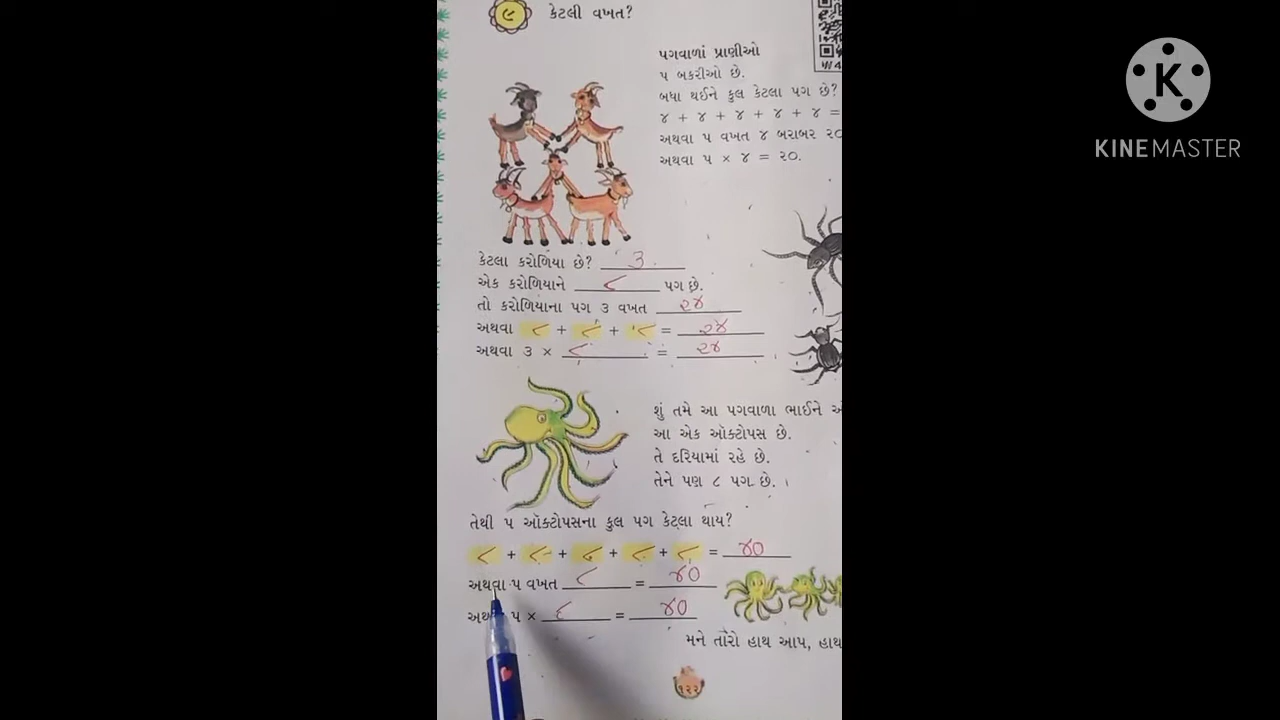 ૯ કેટલી વખત?
પગવાળાં પ્રાણીઓ
૫ બકરીઓ છે.
બધા થઈને કુલ કેટલા પગ છે?
૪ + ૪ + ૪ + ૪ + ૪ =
અથવા ૫ વખત ૪ બરાબર ૨૦
અથવા ૫ × ૪ = ૨૦.
કેટલા કરોળિયા છે? ૩
એક કરોળિયાને ૮ પગ છે.
તો કરોળિયાના પગ ૩ વખત ૨૪
અથવા ૮ + ૮ + ૮ = ૨૪
અથવા ૩ × ૮ = ૨૪
શું તમે આ પગવાળા ભાઈને
આ એક ઑક્ટોપસ છે.
તે દરિયામાં રહે છે.
તેને પણ ૮ પગ છે.
તેથી ૫ ઑક્ટોપસના કુલ પગ કેટલા થાય?
૮ + ૮ + ૮ + ૮ + ૮ = ૪૦
અથવા ૫ વખત ૮ = ૪૦
૫ × ૮ = ૪૦
મને તારો હાથ આપ, હાથ
૧૨૨
K
KINEMASTER